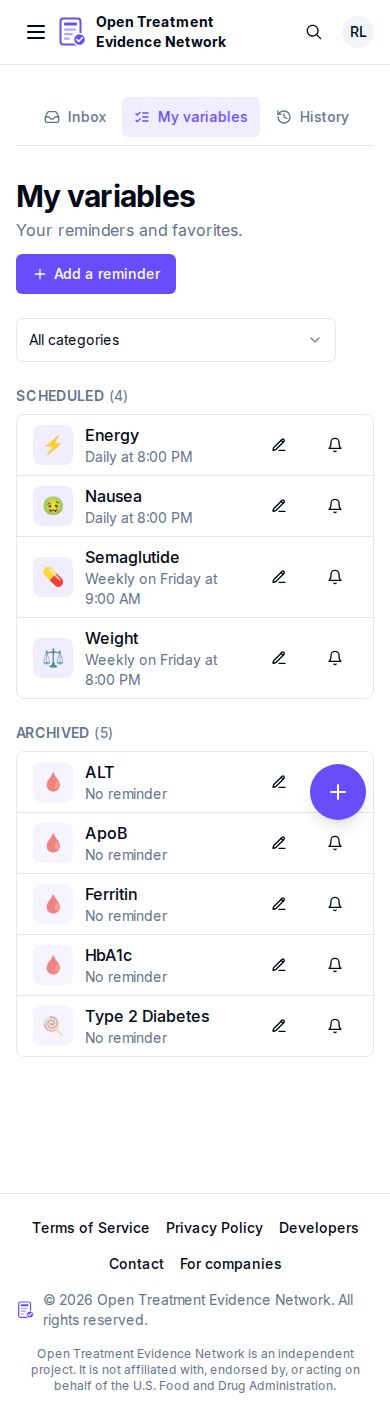 Open Treatment
Evidence Network
RL
Inbox
My variables
History
My variables
Your reminders and favorites.
Add a reminder
All categories
SCHEDULED (4)
Energy
Daily at 8:00 PM
Nausea
Daily at 8:00 PM
Semaglutide
Weekly on Friday at
9:00 AM
Weight
Weekly on Friday at
8:00 PM
ARCHIVED (5)
ALT
No reminder
ApoB
No reminder
Ferritin
No reminder
HbA1c
No reminder
Type 2 Diabetes
No reminder
Terms of Service Privacy Policy Developers
Contact For companies
© 2026 Open Treatment Evidence Network. All
rights reserved.
Open Treatment Evidence Network is an independent
project. It is not affiliated with, endorsed by, or acting on
behalf of the U.S. Food and Drug Administration.